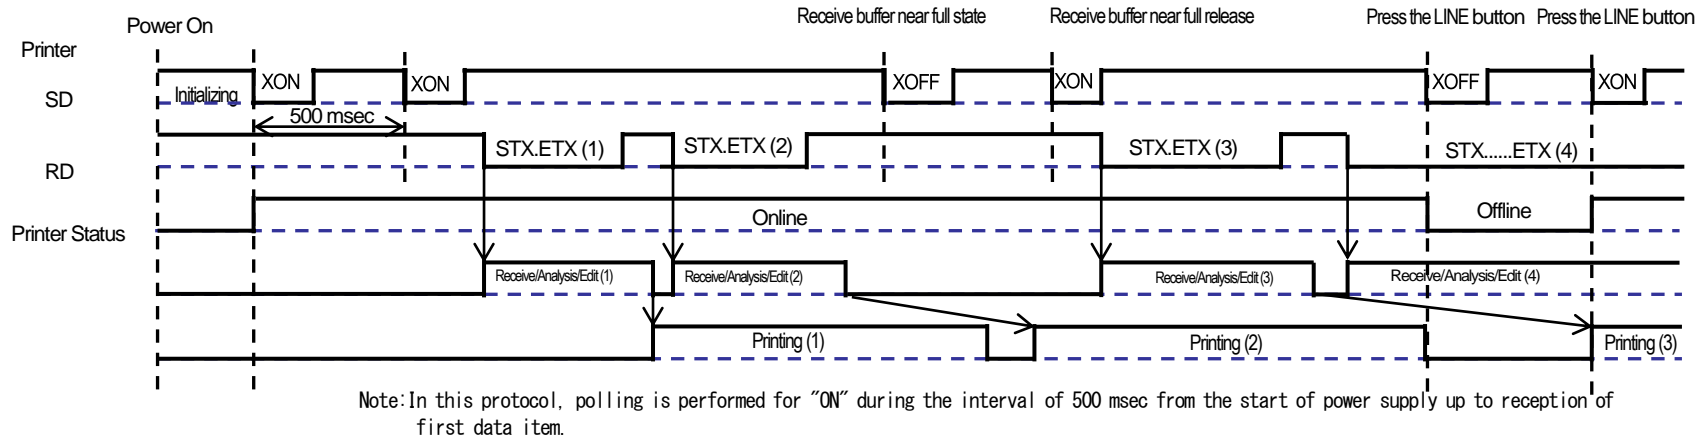 Receive buffer near full state
Receive buffer near full release
Press the LINE button
Press the LINE button
Power On
Printer
SD
Initializing
XON
XON
XOFF
XON
XOFF
XON
500 msec
RD
STX.ETX (1)
STX.ETX (2)
STX.ETX (3)
STX......ETX (4)
Printer Status
Online
Offline
Receive/Analysis/Edit (1)
Receive/Analysis/Edit (2)
Receive/Analysis/Edit (3)
Receive/Analysis/Edit (4)
Printing (1)
Printing (2)
Printing (3)
Note:In this protocol, polling is performed for "ON" during the interval of 500 msec from the start of power supply up to reception of
first data item.